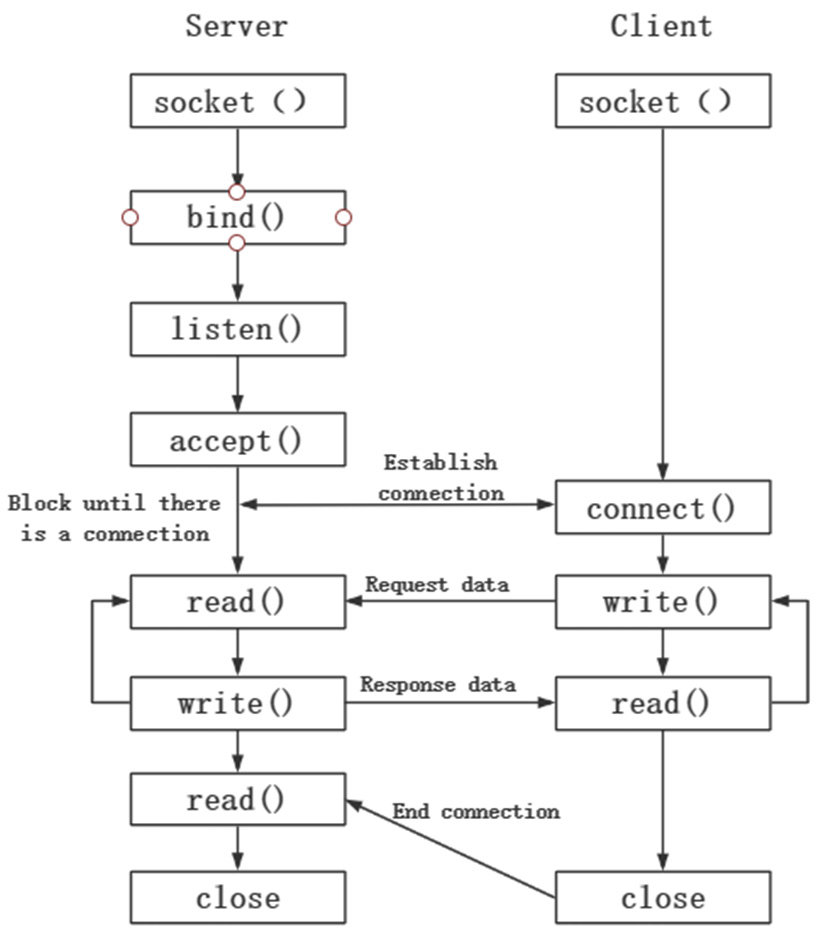 Server
Client
socket ()
socket ()
bind()
listen()
accept()
Establish
connection
Block until there
is a connection
connect()
read()
Request data
write()
write()
Response data
read()
read()
End connection
close
close